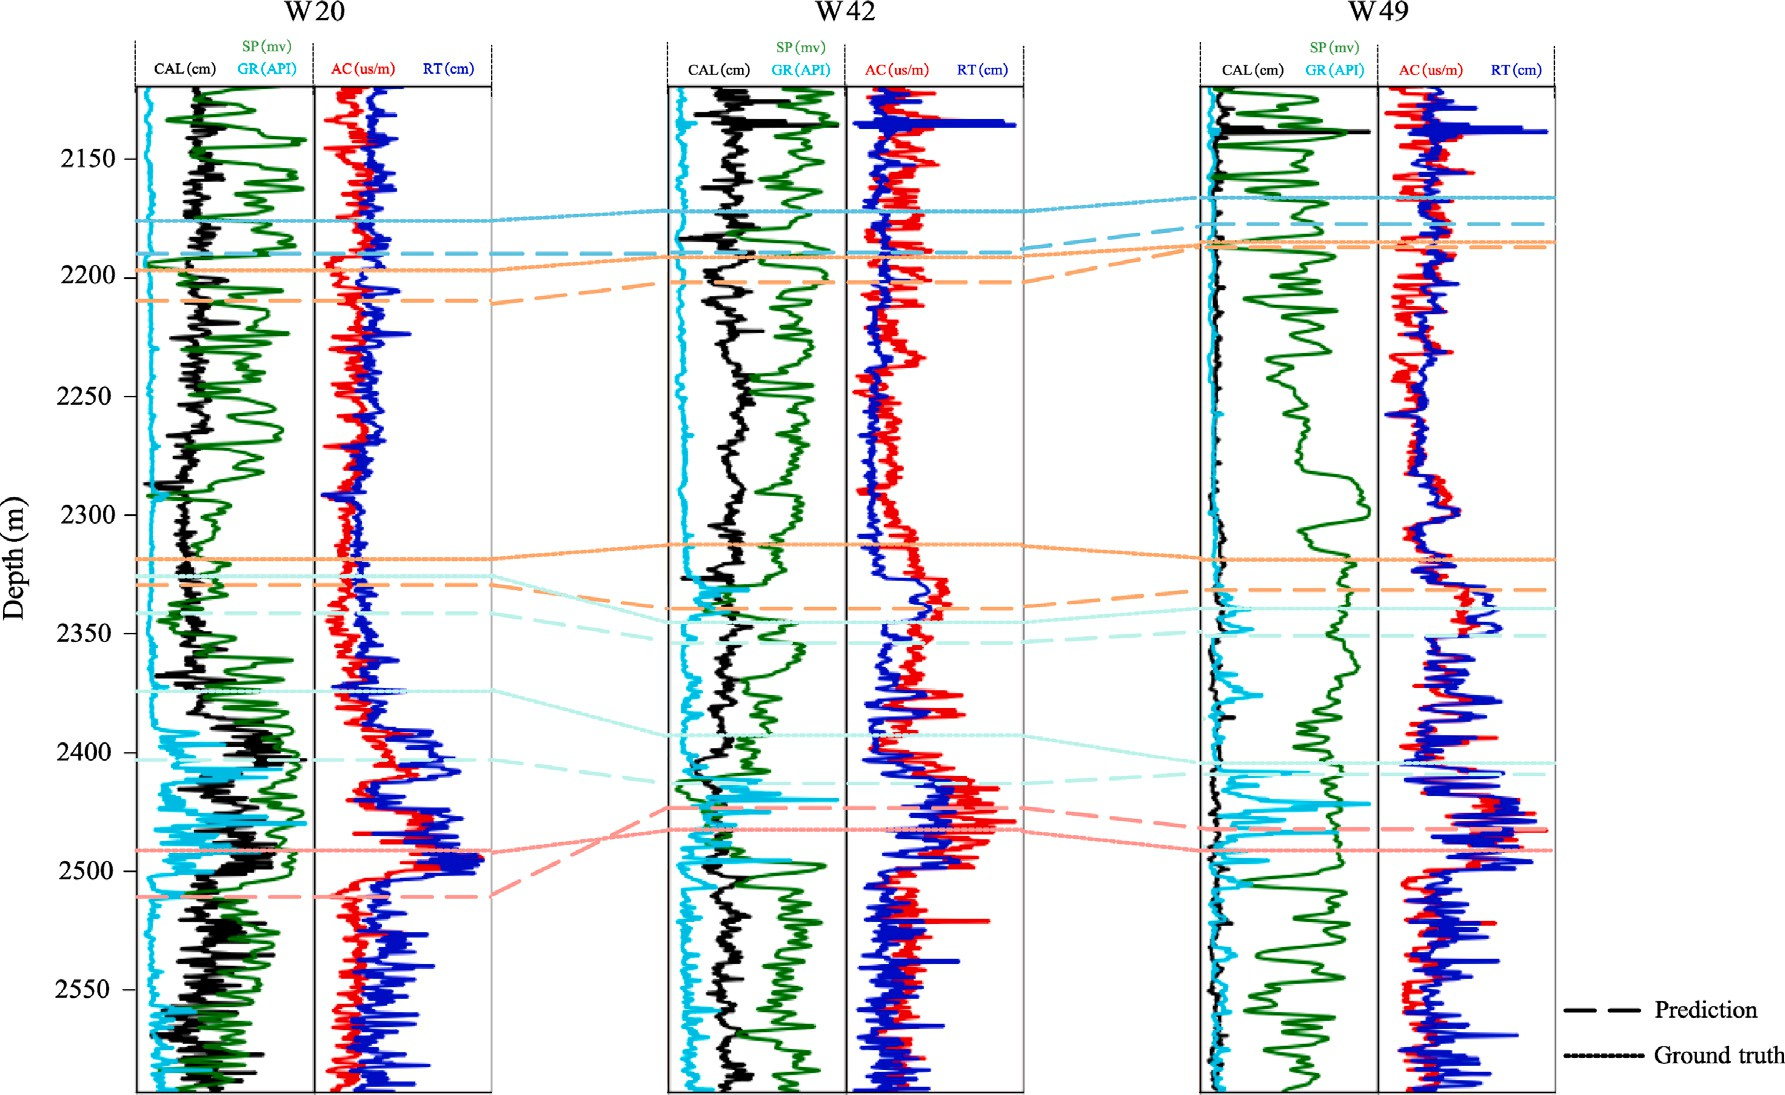 W20 W42 W49
SP (mv) SP (mv) SP (mv)
CAL (cm) GR (API) AC (us/m) RT (cm) CAL (cm) GR (API) AC (us/m) RT (cm) CAL (cm) GR (API) AC (us/m) RT (cm)
2150
2200
2250
2300
Depth (m)
2350
2400
2500
2550
Prediction
Ground truth